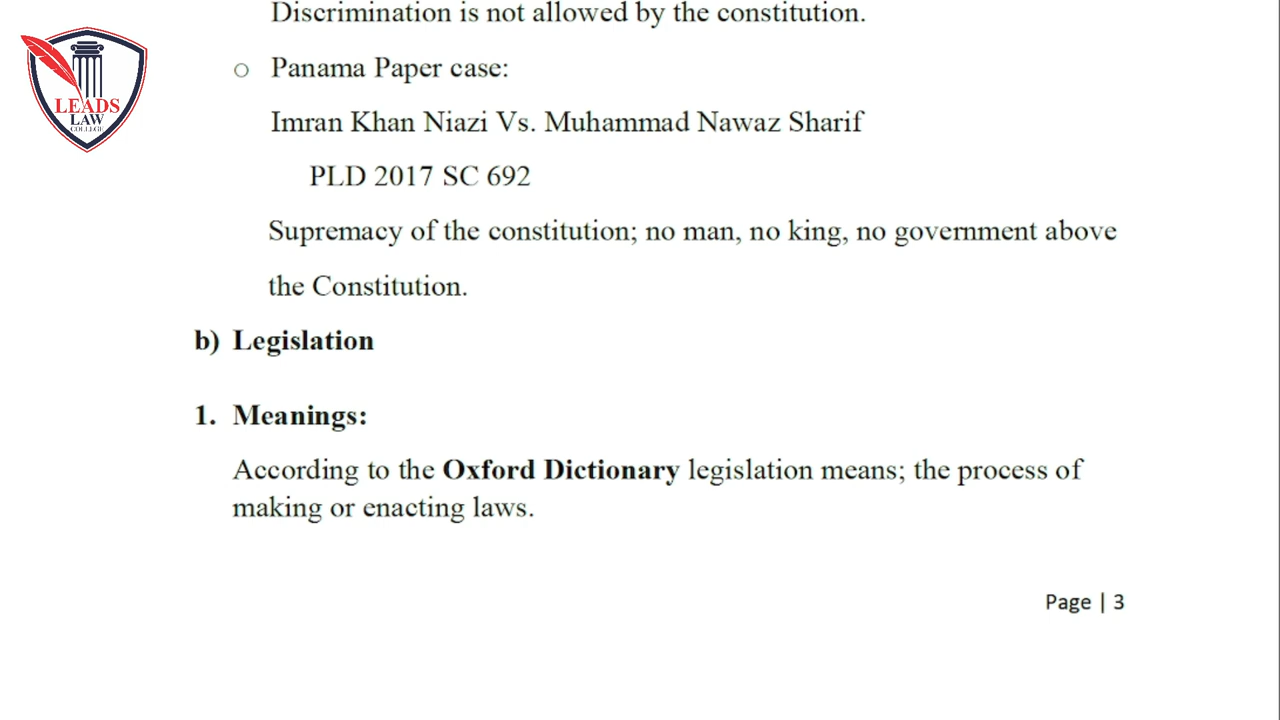 Discrimination is not allowed by the constitution.
LEADS
LAW
COLLEGE
○ Panama Paper case:
Imran Khan Niazi Vs. Muhammad Nawaz Sharif
PLD 2017 SC 692
Supremacy of the constitution; no man, no king, no government above
the Constitution.
b) Legislation
1. Meanings:
According to the Oxford Dictionary legislation means; the process of
making or enacting laws.
Page | 3